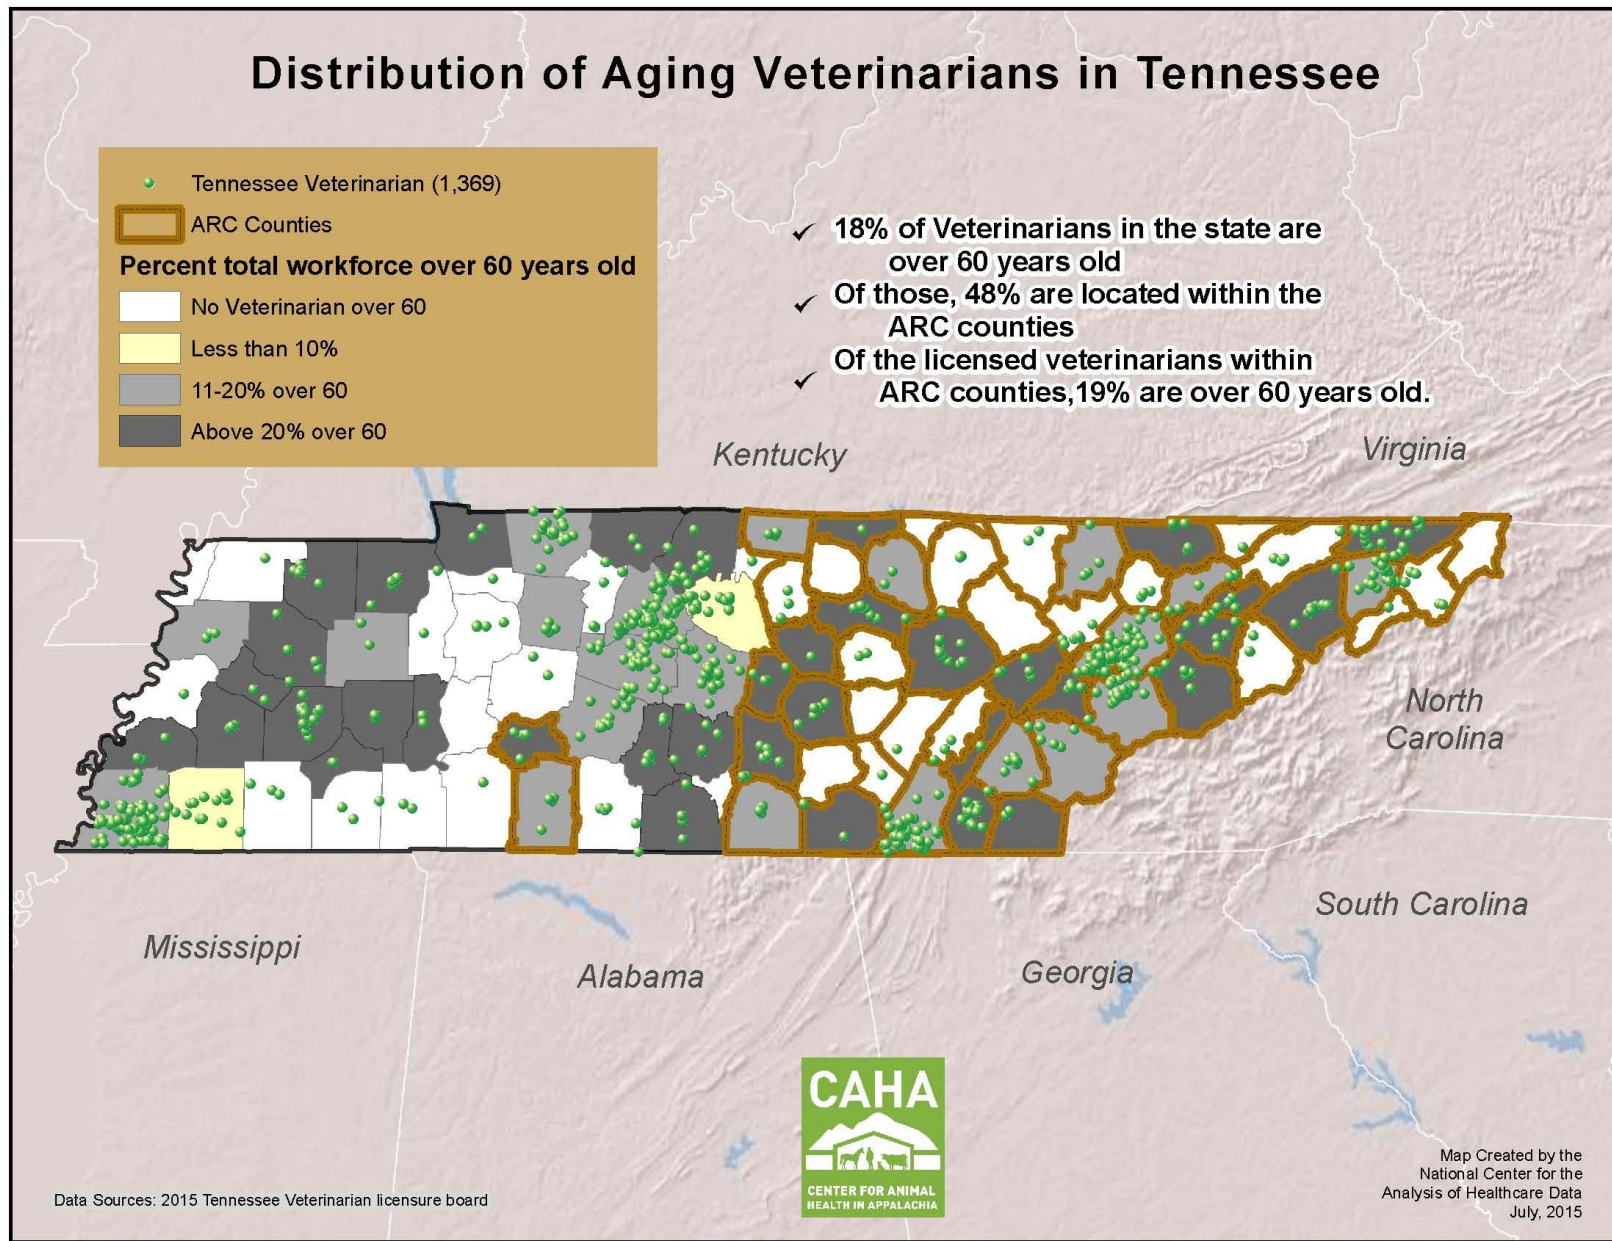 Distribution of Aging Veterinarians in Tennessee
Tennessee Veterinarian (1,369)
ARC Counties
Percent total workforce over 60 years old
No Veterinarian over 60
Less than 10%
11-20% over 60
Above 20% over 60
18% of Veterinarians in the state are
over 60 years old
Of those, 48% are located within the
ARC counties
Of the licensed veterinarians within
ARC counties,19% are over 60 years old.
Kentucky
Virginia
North
Carolina
South Carolina
Mississippi
Alabama
Georgia
CAHA
CENTER FOR ANIMAL
HEALTH IN APPALACHIA
Data Sources: 2015 Tennessee Veterinarian licensure board
Map Created by the
National Center for the
Analysis of Healthcare Data
July, 2015